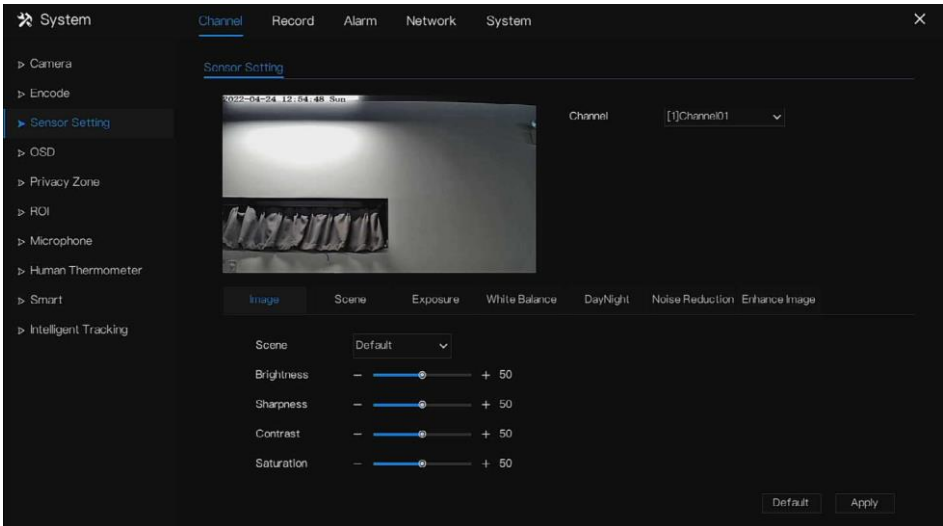 System Channel Record Alarm Network System
Camera
Encode
Sensor Setting
OSD
Privacy Zone
ROI
Microphone
Human Thermometer
Smart
Intelligent Tracking
Sensor Setting
2022-04-24 12:54:48 Sun
Channel [1]Channel01
Image Scene Exposure White Balance DayNight Noise Reduction Enhance Image
Scene Default
Brightness 50
Sharpness 50
Contrast 50
Saturation 50
Default Apply